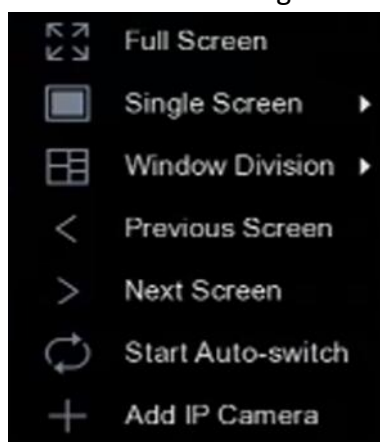 Full Screen
Single Screen
Window Division
Previous Screen
Next Screen
Start Auto-switch
Add IP Camera